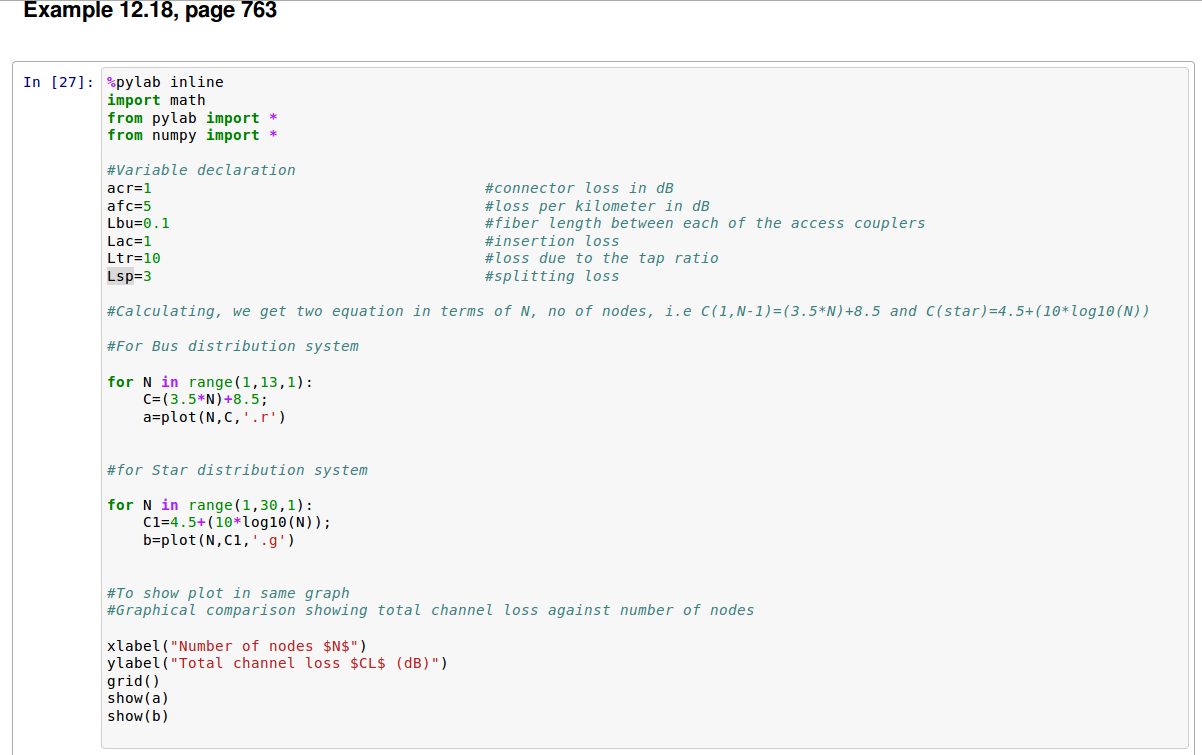 Example 12.18, page 763
In [27]: %pylab inline
import math
from pylab import *
from numpy import *
#Variable declaration
acr=1 #connector loss in dB
afc=5 #loss per kilometer in dB
Lbu=0.1 #fiber length between each of the access couplers
Lac=1 #insertion loss
Ltr=10 #loss due to the tap ratio
Lsp=3 #splitting loss
#Calculating, we get two equation in terms of N, no of nodes, i.e C(1,N-1)=(3.5*N)+8.5 and C(star)=4.5+(10*log10(N))
#For Bus distribution system
for N in range(1,13,1):
    C=(3.5*N)+8.5;
    a=plot(N,C,'.r')
#for Star distribution system
for N in range(1,30,1):
    C1=4.5+(10*log10(N));
    b=plot(N,C1,'.g')
#To show plot in same graph
#Graphical comparison showing total channel loss against number of nodes
xlabel("Number of nodes $N$")
ylabel("Total channel loss $CL$ (dB)")
grid()
show(a)
show(b)